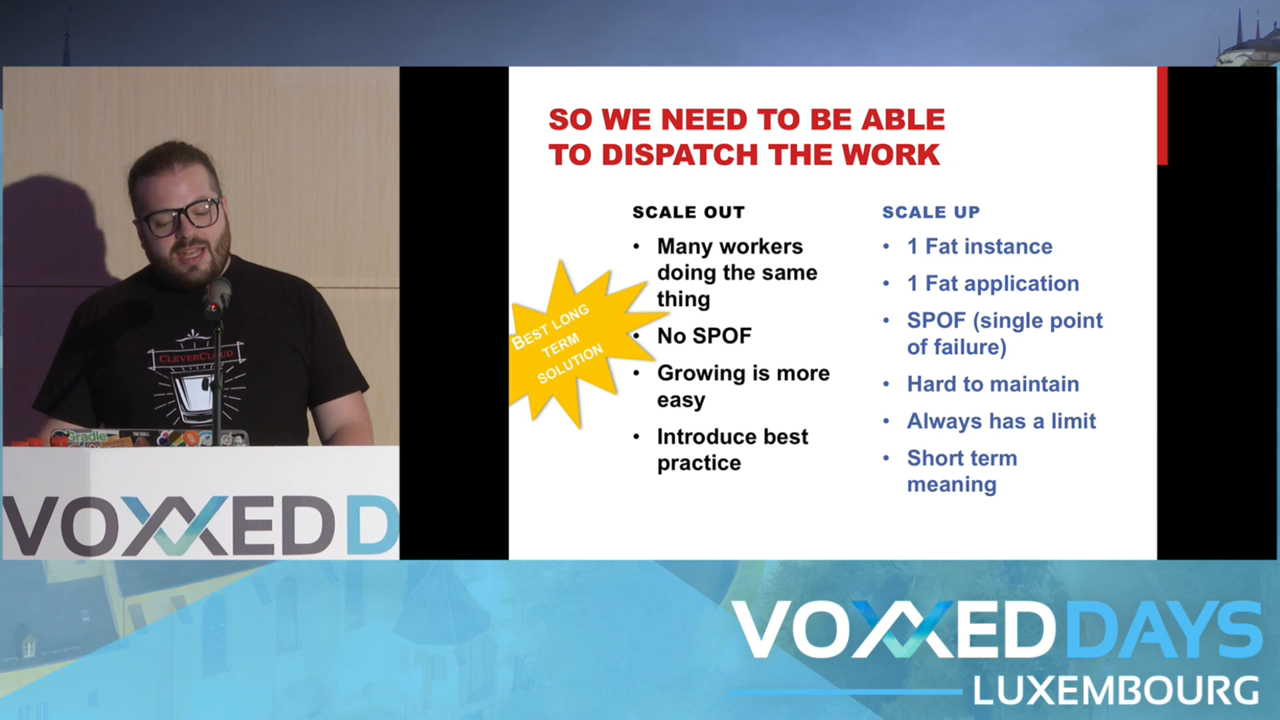 SO WE NEED TO BE ABLE
TO DISPATCH THE WORK
SCALE OUT
• Many workers
doing the same
thing
• No SPOF
• Growing is more
easy
• Introduce best
practice
BEST LONG
TERM
SOLUTION
SCALE UP
• 1 Fat instance
• 1 Fat application
• SPOF (single point
of failure)
• Hard to maintain
• Always has a limit
• Short term
meaning
CLEVERCLOUD
Gradle
VOXXED D
VOXXED DAYS
LUXEMBOURG